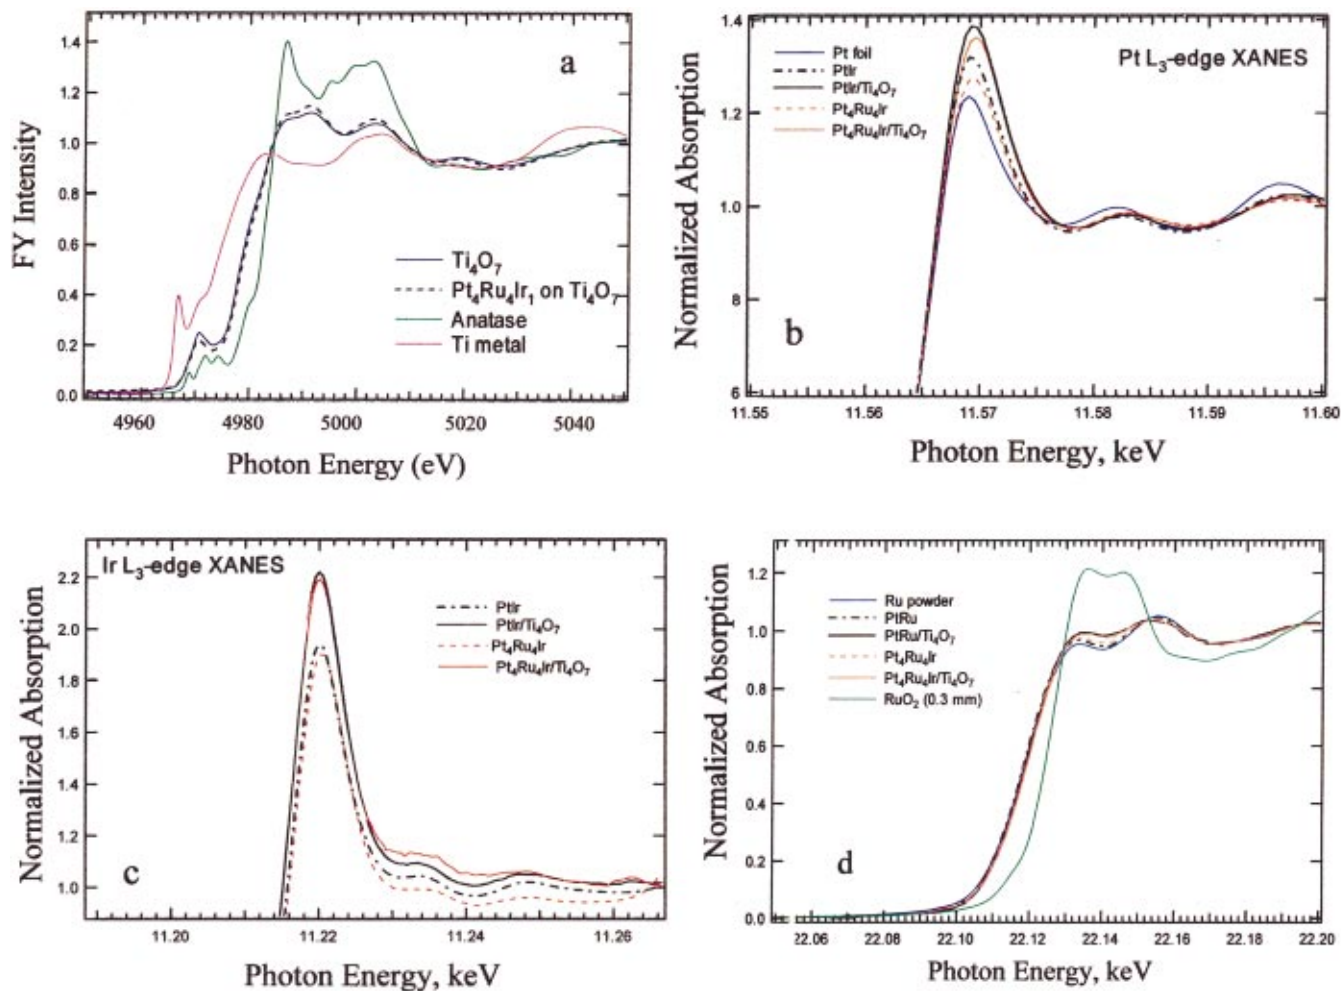 a
FY Intensity
1.4
1.2
1.0
0.8
0.6
0.4
0.2
0.0
Ti₄O₇
Pt₄Ru₄Ir₁ on Ti₄O₇
Anatase
Ti metal
4960 4980 5000 5020 5040
Photon Energy (eV)
Pt L₃-edge XANES
b
Normalized Absorption
1.4
1.2
1.0
8
6
Pt foil
PtIr
PtIr/Ti₄O₇
Pt₄Ru₄Ir
Pt₄Ru₄Ir/Ti₄O₇
11.55 11.56 11.57 11.58 11.59 11.60
Photon Energy, keV
Ir L₃-edge XANES
c
Normalized Absorption
2.2
2.0
1.8
1.6
1.4
1.2
1.0
PtIr
PtIr/Ti₄O₇
Pt₄Ru₄Ir
Pt₄Ru₄Ir/Ti₄O₇
11.20 11.22 11.24 11.26
Photon Energy, keV
d
Normalized Absorption
1.2
1.0
0.8
0.6
0.4
0.2
0.0
Ru powder
PtRu
PtRu/Ti₄O₇
Pt₄Ru₄Ir
Pt₄Ru₄Ir/Ti₄O₇
RuO₂ (0.3 mm)
22.06 22.08 22.10 22.12 22.14 22.16 22.18 22.20
Photon Energy, keV